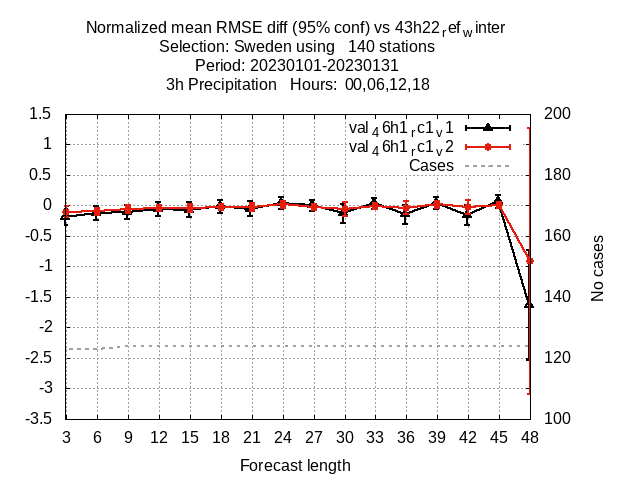 Normalized mean RMSE diff (95% conf) vs 43h22refwinter
Selection: Sweden using   140 stations
Period: 20230101-20230131
3h Precipitation   Hours:  00,06,12,18
val46h1rc1v1
val46h1rc1v2
Cases
1.5
1
0.5
0
-0.5
-1
-1.5
-2
-2.5
-3
-3.5
200
180
160
140
120
100
No cases
3 6 9 12 15 18 21 24 27 30 33 36 39 42 45 48
Forecast length